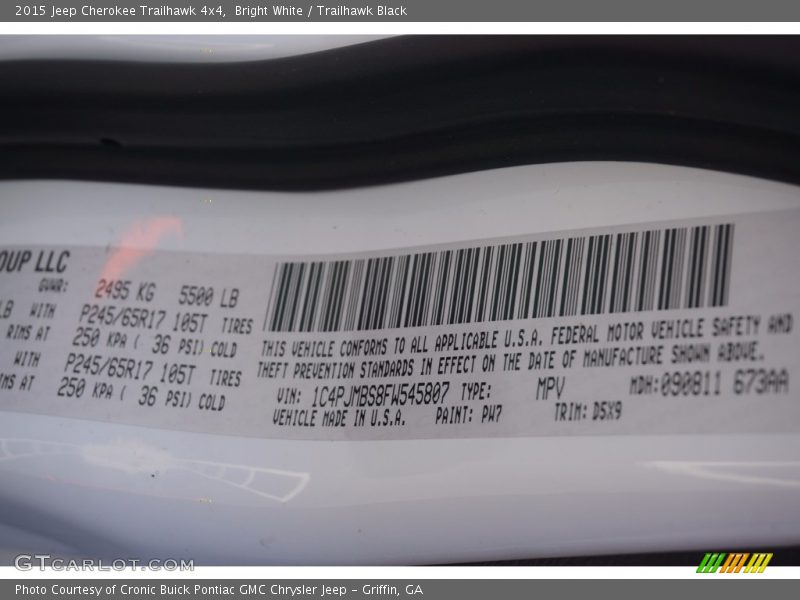 2015 Jeep Cherokee Trailhawk 4x4, Bright White / Trailhawk Black
OUP LLC
GVWR: 2495 KG 5500 LB
LB WITH P245/65R17 105T TIRES
RIMS AT 250 KPA ( 36 PSI) COLD
WITH P245/65R17 105T TIRES
IMS AT 250 KPA ( 36 PSI) COLD
THIS VEHICLE CONFORMS TO ALL APPLICABLE U.S.A. FEDERAL MOTOR VEHICLE SAFETY AND
THEFT PREVENTION STANDARDS IN EFFECT ON THE DATE OF MANUFACTURE SHOWN ABOVE.
VIN: 1C4PJMBS8FW545807 TYPE: MPV MDH:090811 673AA
VEHICLE MADE IN U.S.A. PAINT: PW7 TRIM: D5X9
GTCARLOT.COM
Photo Courtesy of Cronic Buick Pontiac GMC Chrysler Jeep - Griffin, GA